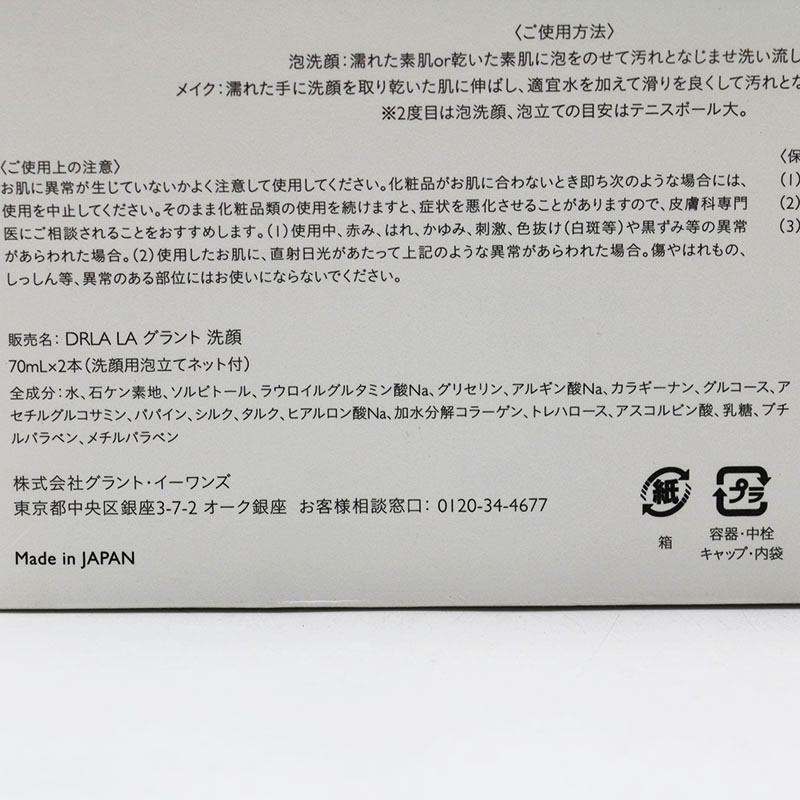 〈ご使用方法〉
泡洗顔：濡れた素肌or乾いた素肌に泡をのせて汚れとなじませ洗い流し
メイク：濡れた手に洗顔を取り乾いた肌に伸ばし、適宜水を加えて滑りを良くして汚れとな
※2度目は泡洗顔、泡立ての目安はテニスボール大。
〈ご使用上の注意〉
お肌に異常が生じていないかよく注意して使用してください。化粧品がお肌に合わないとき即ち次のような場合には、
使用を中止してください。そのまま化粧品類の使用を続けますと、症状を悪化させることがありますので、皮膚科専門
医にご相談されることをおすすめします。(1)使用中、赤み、はれ、かゆみ、刺激、色抜け(白斑等)や黒ずみ等の異常
があらわれた場合。(2)使用したお肌に、直射日光があたって上記のような異常があらわれた場合。傷やはれもの、
しっしん等、異常のある部位にはお使いにならないでください。
〈保
(1)
(2)
(3)
販売名：DRLA LA グラント 洗顔
70mL×2本(洗顔用泡立てネット付)
全成分：水、石ケン素地、ソルビトール、ラウロイルグルタミン酸Na、グリセリン、アルギン酸Na、カラギーナン、グルコース、ア
セチルグルコサミン、パパイン、シルク、タルク、ヒアルロン酸Na、加水分解コラーゲン、トレハロース、アスコルビン酸、乳糖、ブチ
ルパラベン、メチルパラベン
株式会社グラント・イーワンズ
東京都中央区銀座3-7-2 オーク銀座 お客様相談窓口：0120-34-4677
Made in JAPAN
紙
箱
プラ
容器・中栓
キャップ・内袋